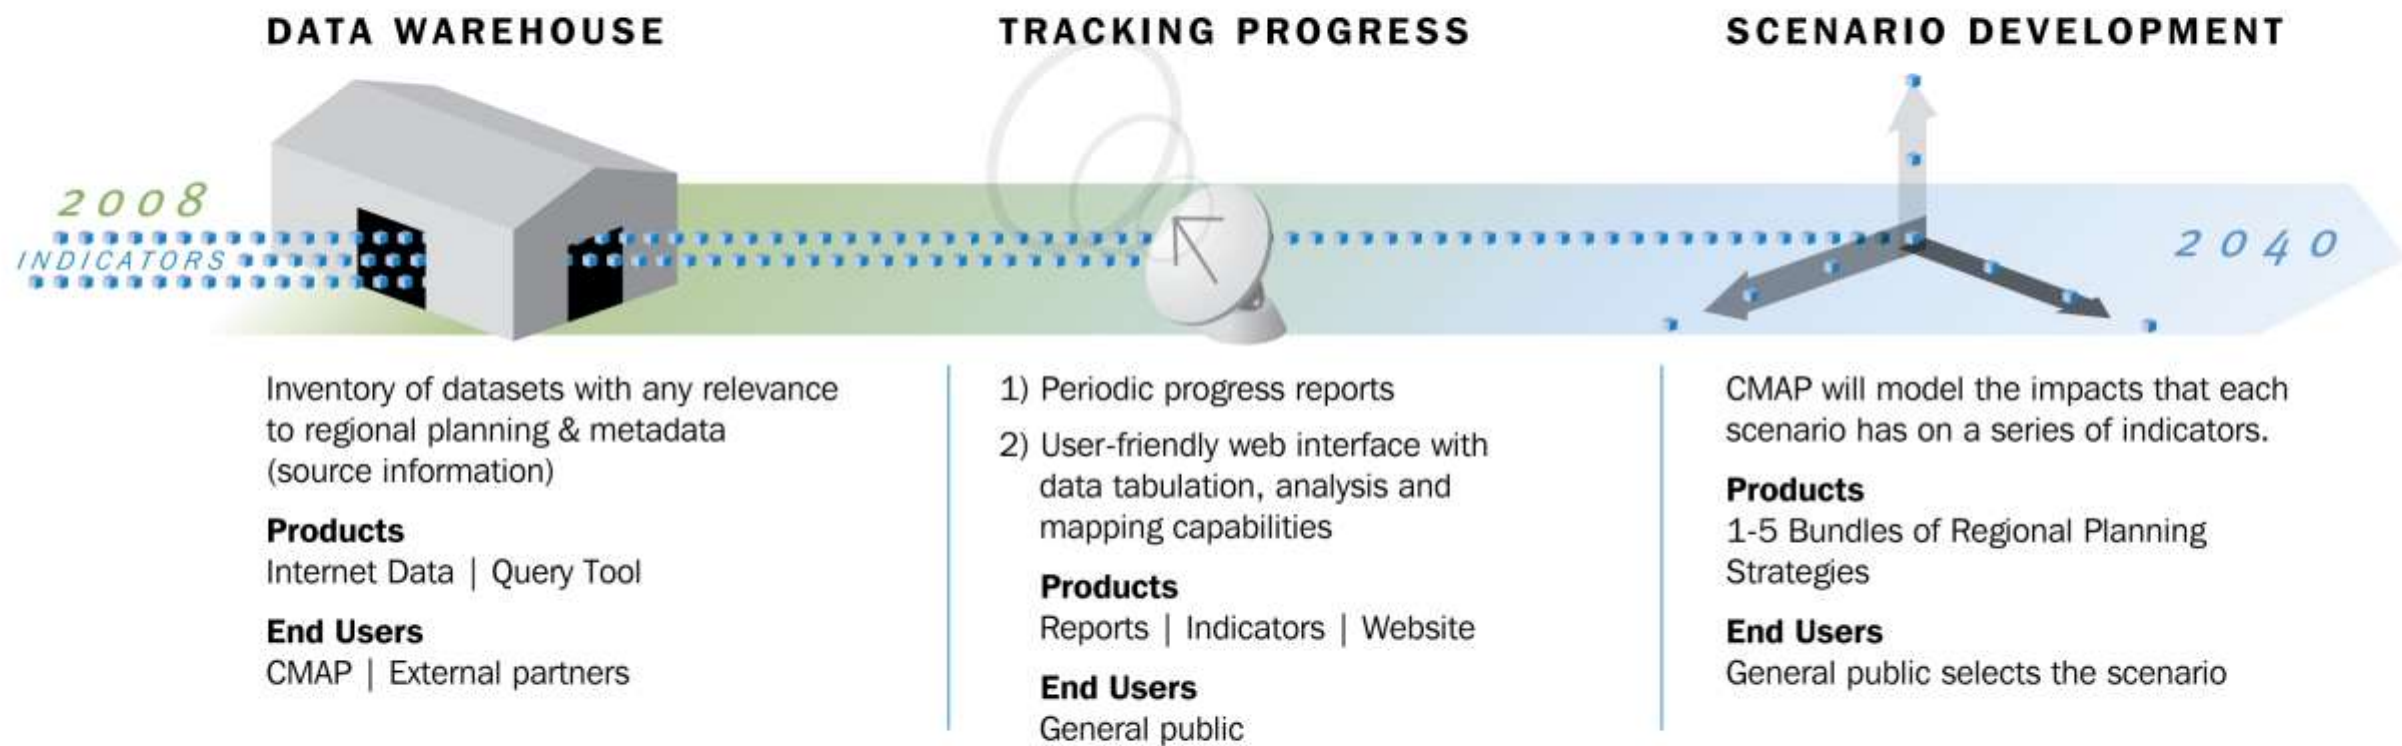 DATA WAREHOUSE
2008
INDICATORS
Inventory of datasets with any relevance
to regional planning & metadata
(source information)
Products
Internet Data | Query Tool
End Users
CMAP | External partners
TRACKING PROGRESS
1) Periodic progress reports
2) User-friendly web interface with
data tabulation, analysis and
mapping capabilities
Products
Reports | Indicators | Website
End Users
General public
SCENARIO DEVELOPMENT
2040
CMAP will model the impacts that each
scenario has on a series of indicators.
Products
1-5 Bundles of Regional Planning
Strategies
End Users
General public selects the scenario